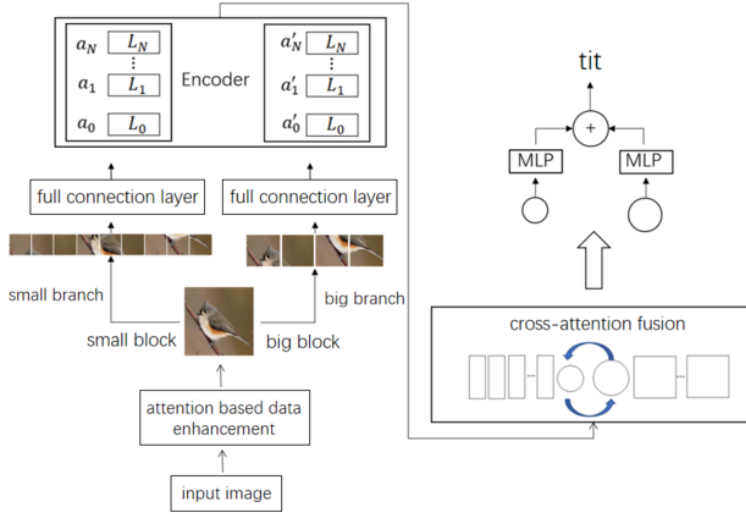 a_N L_N
⋮
a_1 L_1
a_0 L_0
Encoder
a'_N L_N
⋮
a'_1 L_1
a'_0 L_0
full connection layer
full connection layer
small branch
big branch
small block
big block
attention based data
enhancement
input image
tit
+
MLP
MLP
cross-attention fusion
...
...